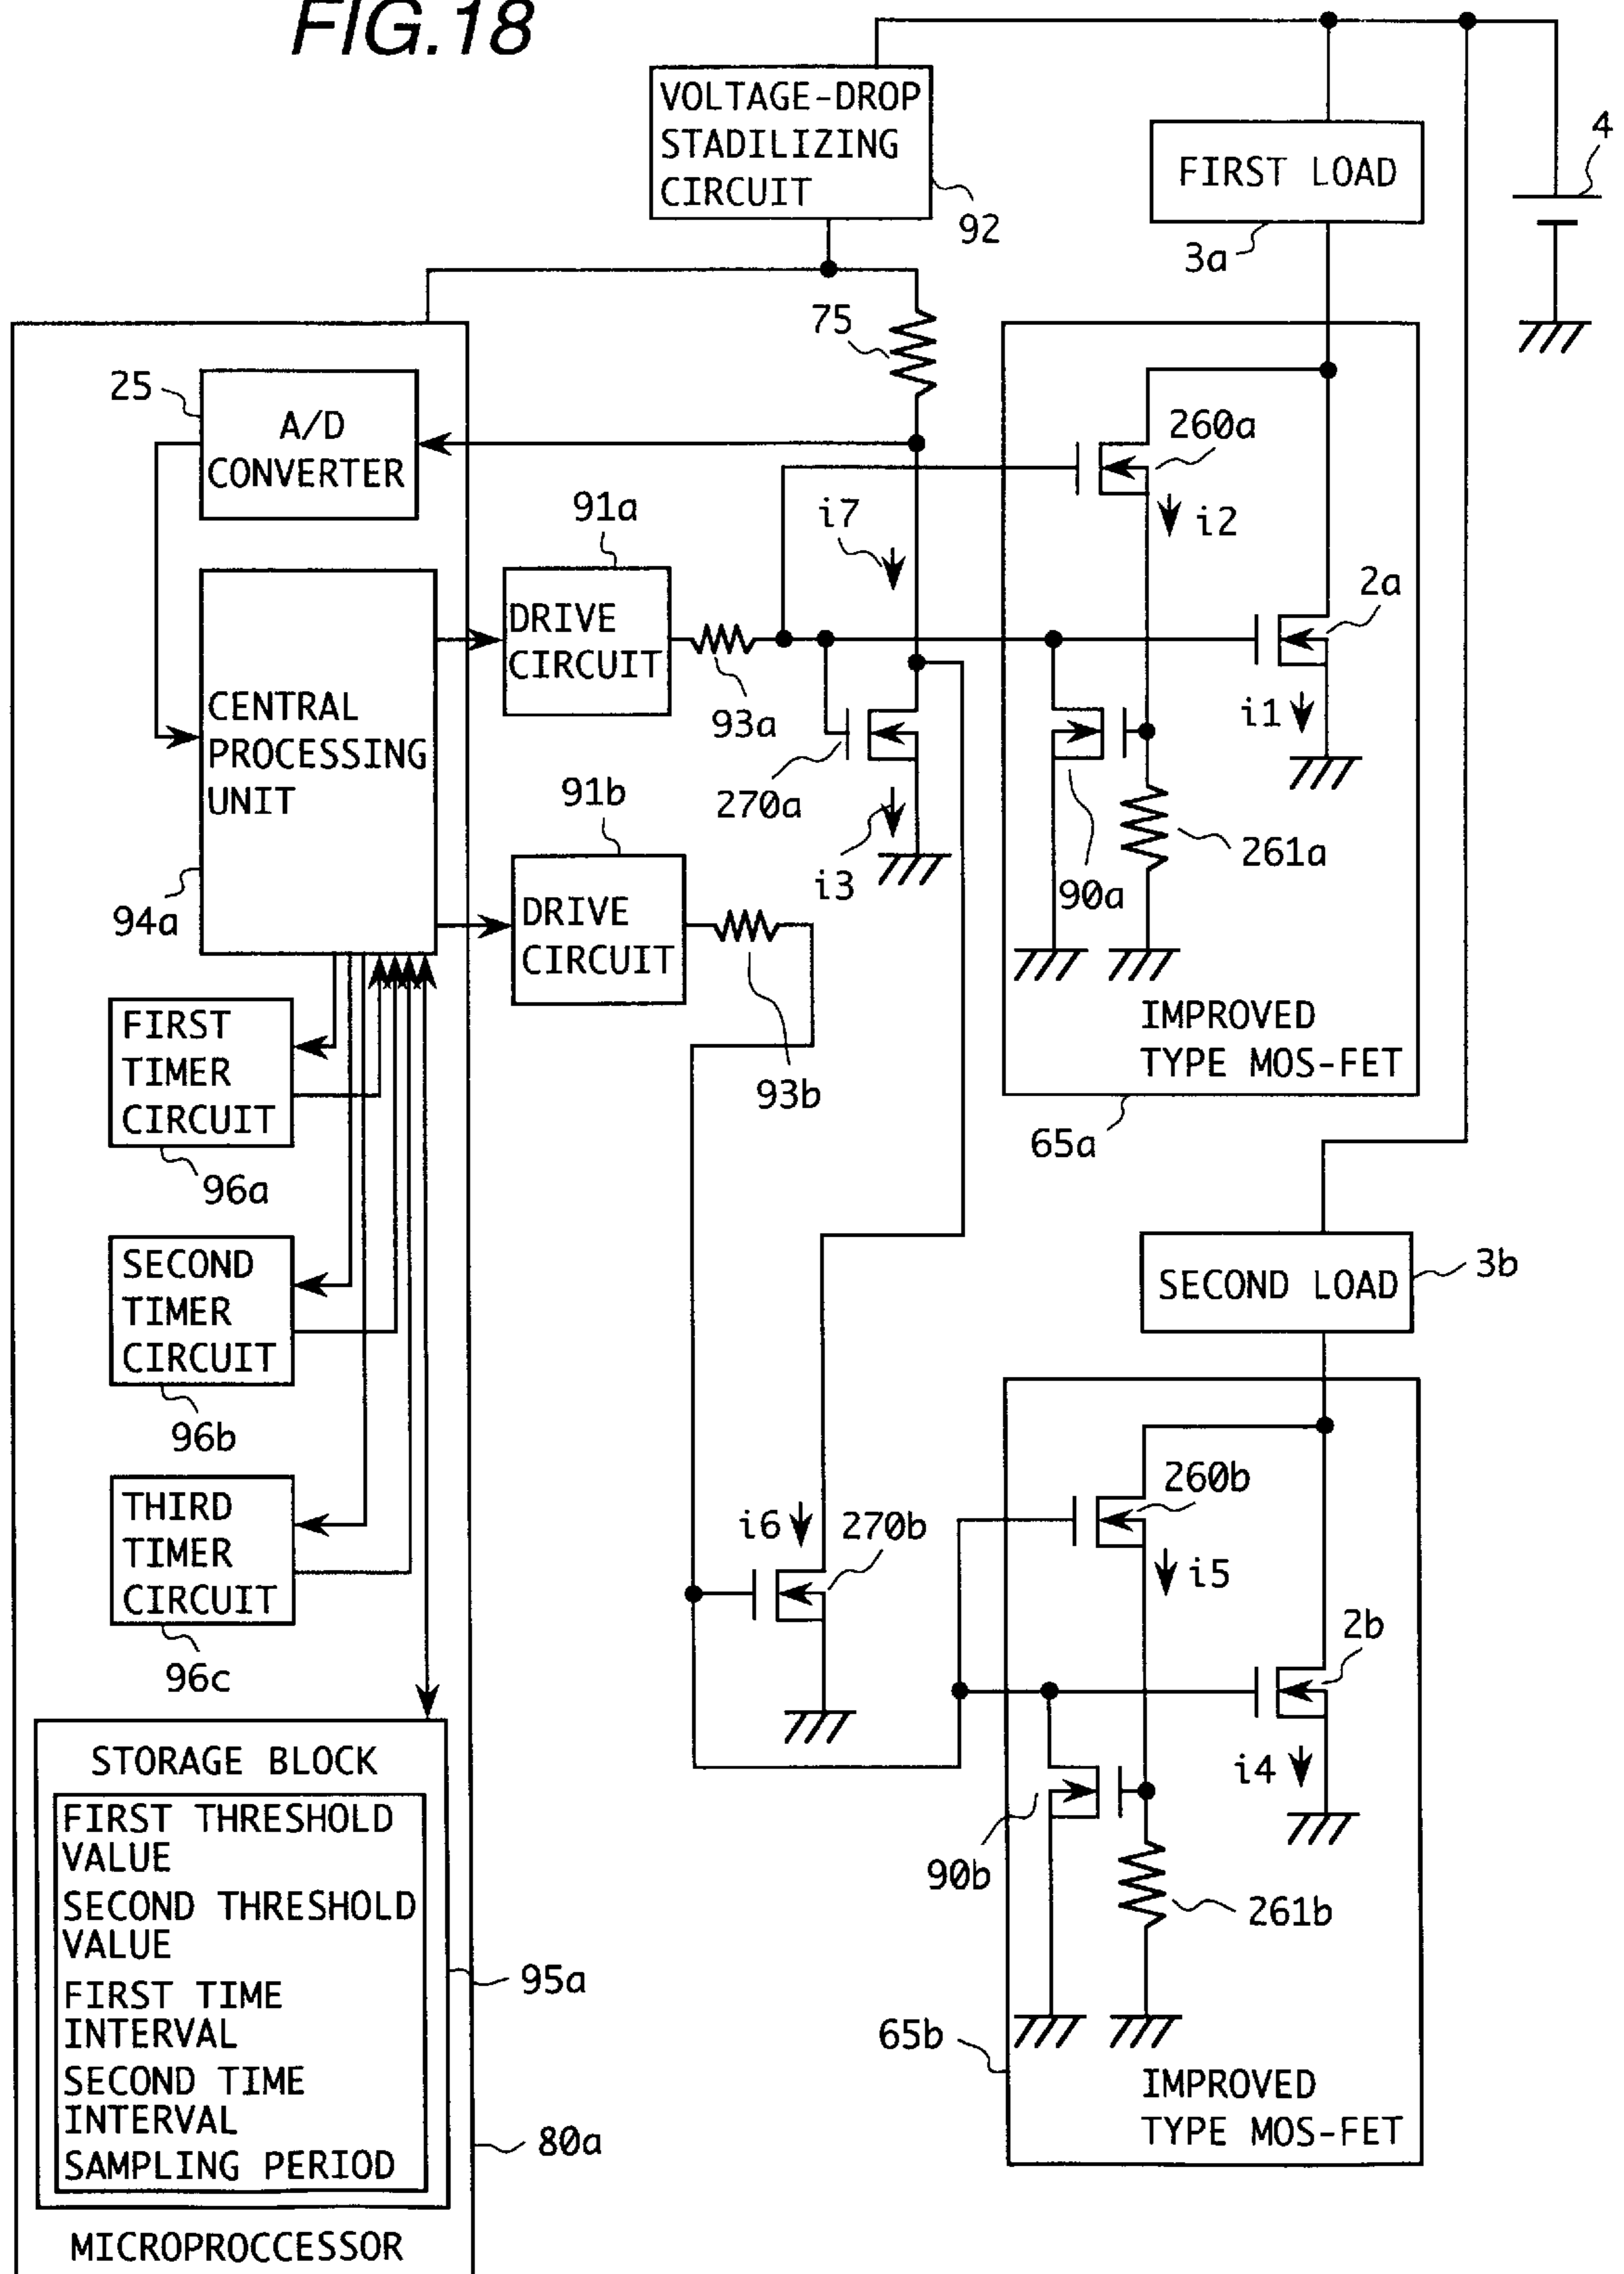 FIG.18
VOLTAGE-DROP
STADILIZING
CIRCUIT
92
FIRST LOAD
3a
4
75
25
A/D
CONVERTER
260a
i2
i7
91a
DRIVE
CIRCUIT
93a
2a
i1
CENTRAL
PROCESSING
UNIT
94a
270a
i3
90a
261a
91b
DRIVE
CIRCUIT
93b
IMPROVED
TYPE MOS-FET
65a
FIRST
TIMER
CIRCUIT
96a
SECOND
TIMER
CIRCUIT
96b
SECOND LOAD
3b
THIRD
TIMER
CIRCUIT
96c
i6
270b
260b
i5
2b
i4
90b
261b
65b
IMPROVED
TYPE MOS-FET
STORAGE BLOCK
FIRST THRESHOLD
VALUE
SECOND THRESHOLD
VALUE
FIRST TIME
INTERVAL
SECOND TIME
INTERVAL
SAMPLING PERIOD
95a
80a
MICROPROCCESSOR